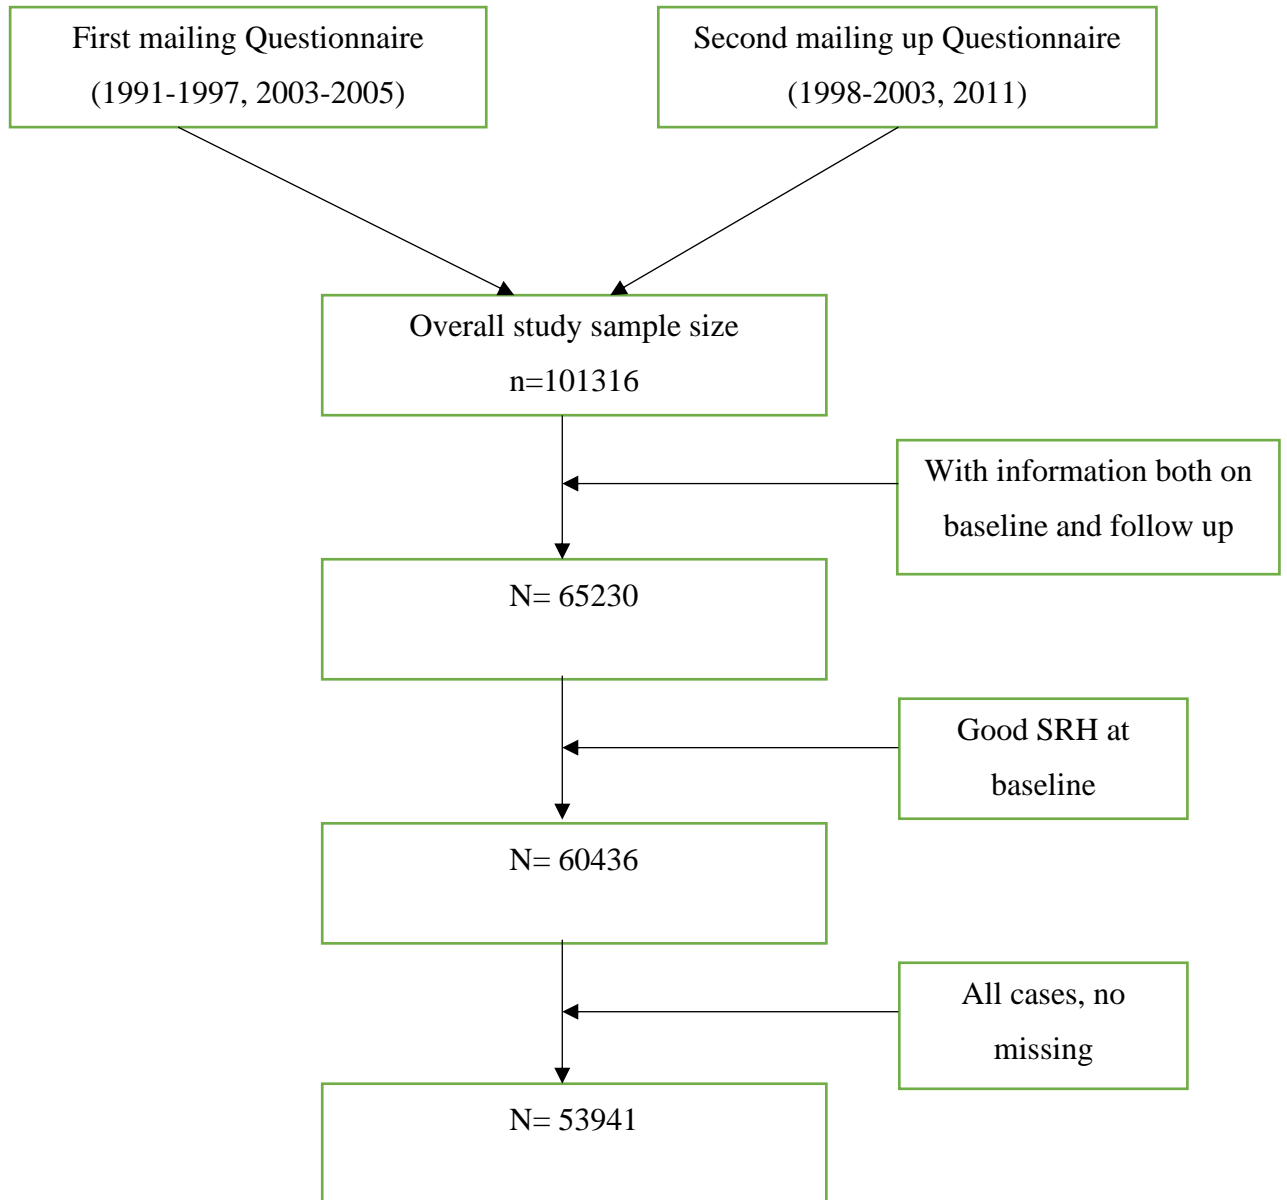 First mailing Questionnaire
(1991-1997, 2003-2005)
Second mailing up Questionnaire
(1998-2003, 2011)
Overall study sample size
n=101316
With information both on
baseline and follow up
N= 65230
Good SRH at
baseline
N= 60436
All cases, no
missing
N= 53941